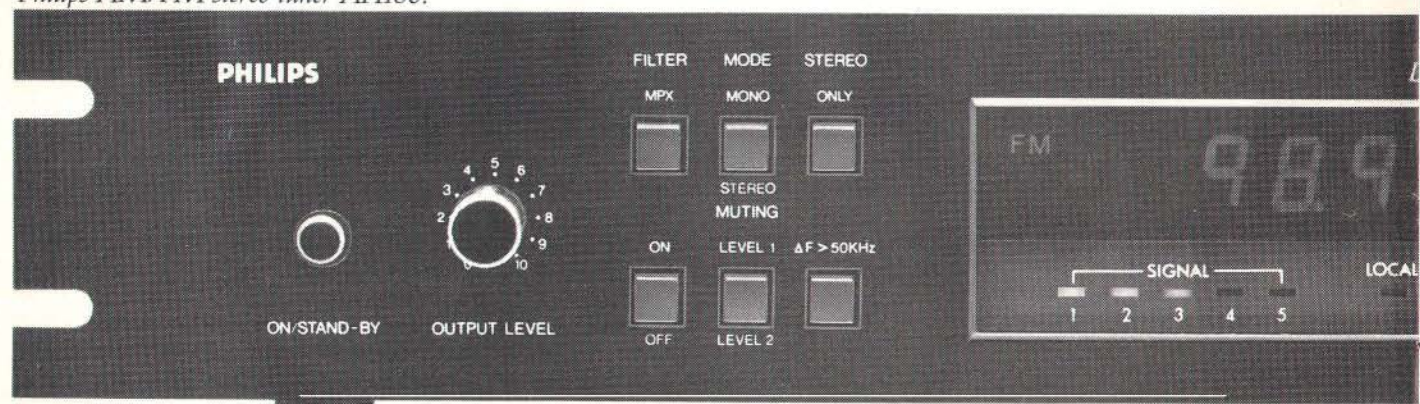 PHILIPS
FILTER MODE STEREO
MPX MONO ONLY
STEREO
MUTING
ON LEVEL 1 ΔF > 50KHz
OFF LEVEL 2
ON/STAND-BY
OUTPUT LEVEL
0 1 2 3 4 5 6 7 8 9 10
FM 98.9
SIGNAL
1 2 3 4 5
LOCAL